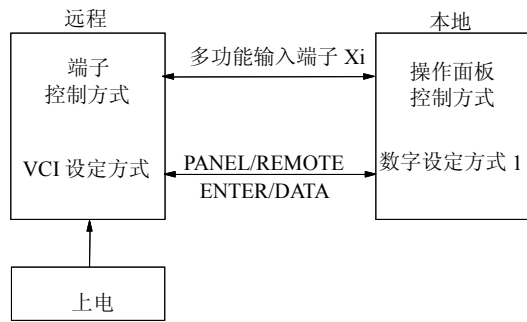 远程
本地
端子
控制方式
VCI 设定方式
多功能输入端子 Xi
PANEL/REMOTE
ENTER/DATA
操作面板
控制方式
数字设定方式 1
上电